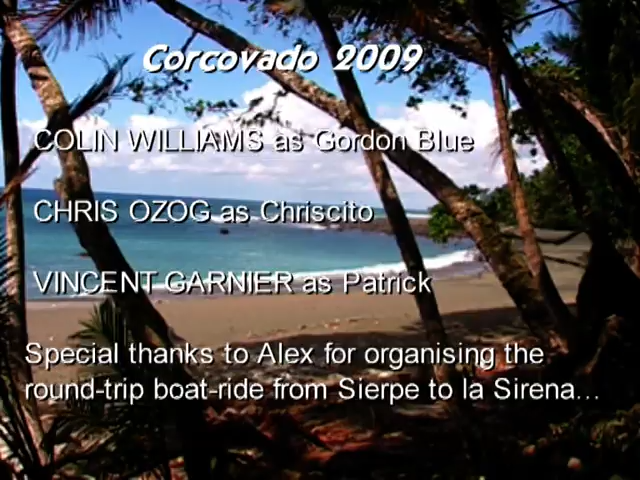 Corcovado 2009
COLIN WILLIAMS as Gordon Blue
CHRIS OZOG as Chriscito
VINCENT GARNIER as Patrick
Special thanks to Alex for organising the
round-trip boat-ride from Sierpe to la Sirena...